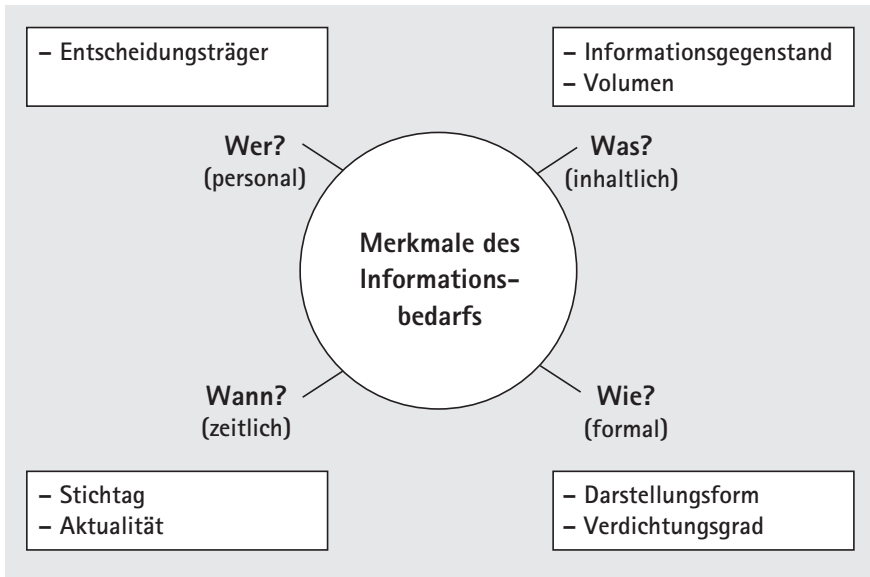 – Entscheidungsträger
– Informationsgegenstand
– Volumen
Wer?
(personal)
Was?
(inhaltlich)
Merkmale des
Informations-
bedarfs
Wann?
(zeitlich)
Wie?
(formal)
– Stichtag
– Aktualität
– Darstellungsform
– Verdichtungsgrad